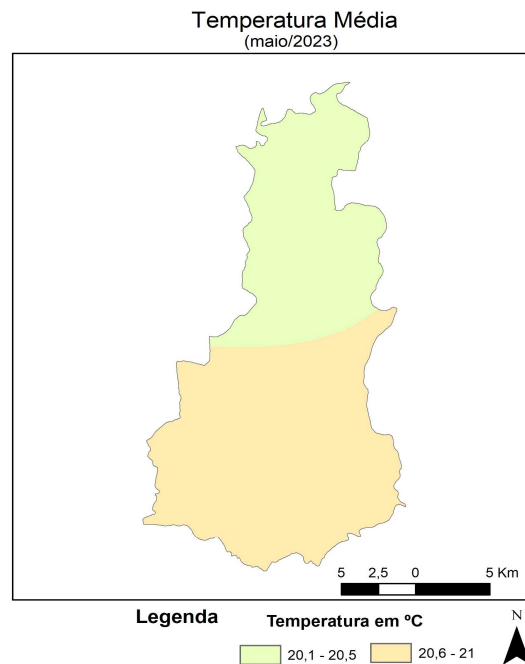 Temperatura Média
(maio/2023)
5 2,5 0 5 Km
Legenda
Temperatura em ºC
N
20,1 - 20,5
20,6 - 21